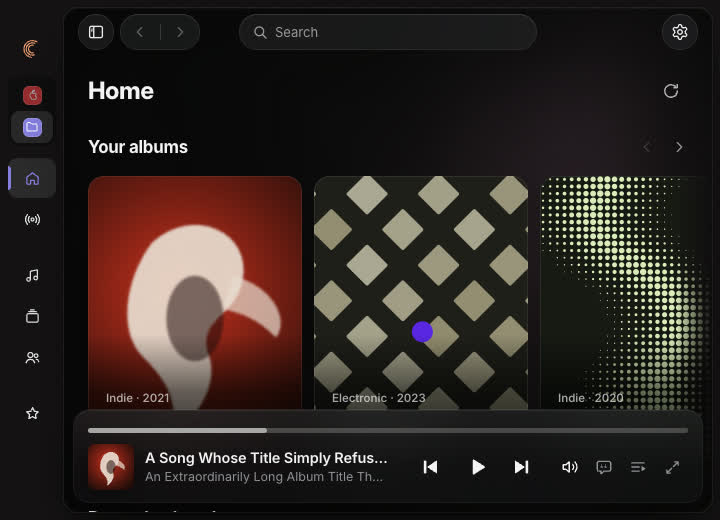 Search
Home
Your albums
Indie · 2021
Electronic · 2023
Indie · 2020
A Song Whose Title Simply Refus...
An Extraordinarily Long Album Title Th...